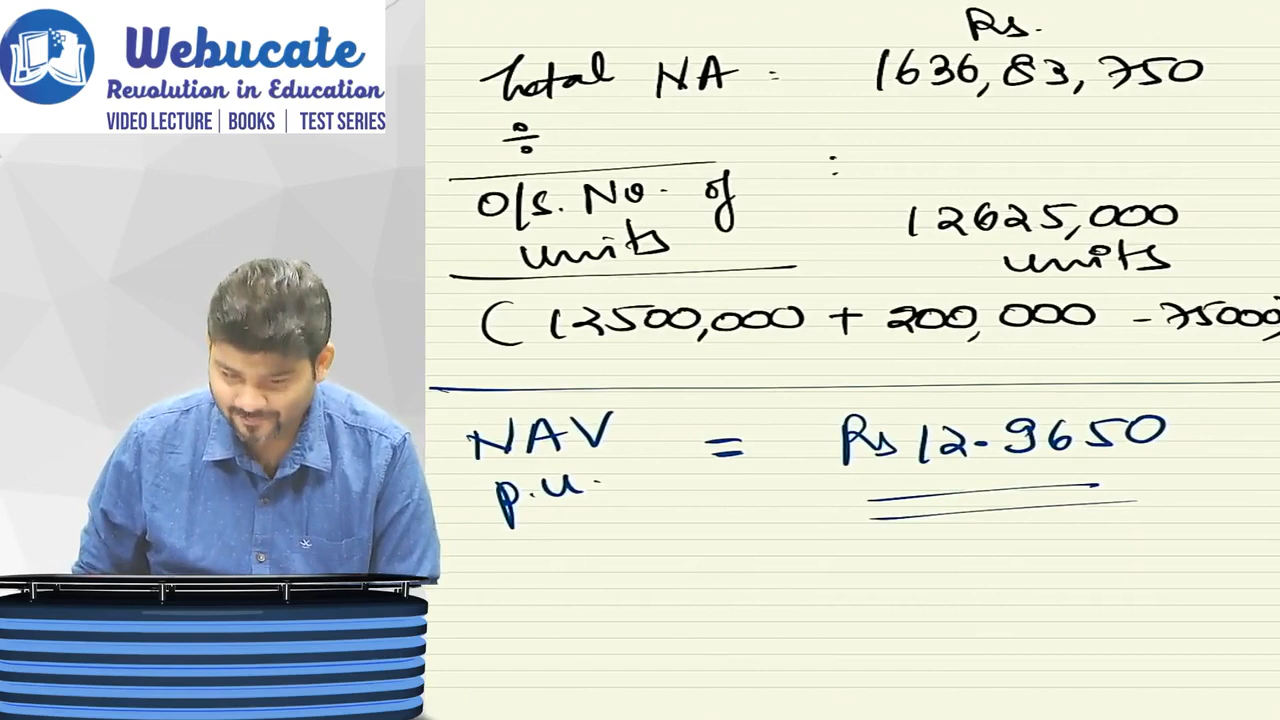 Webucate
Revolution in Education
VIDEO LECTURE | BOOKS | TEST SERIES
Rs.
Total NA : 1636,83,750
÷
O/s. No. of :
units
12625,000
units
(12500,000 + 200,000 - 75000)
NAV = Rs 12.9650
p.u.